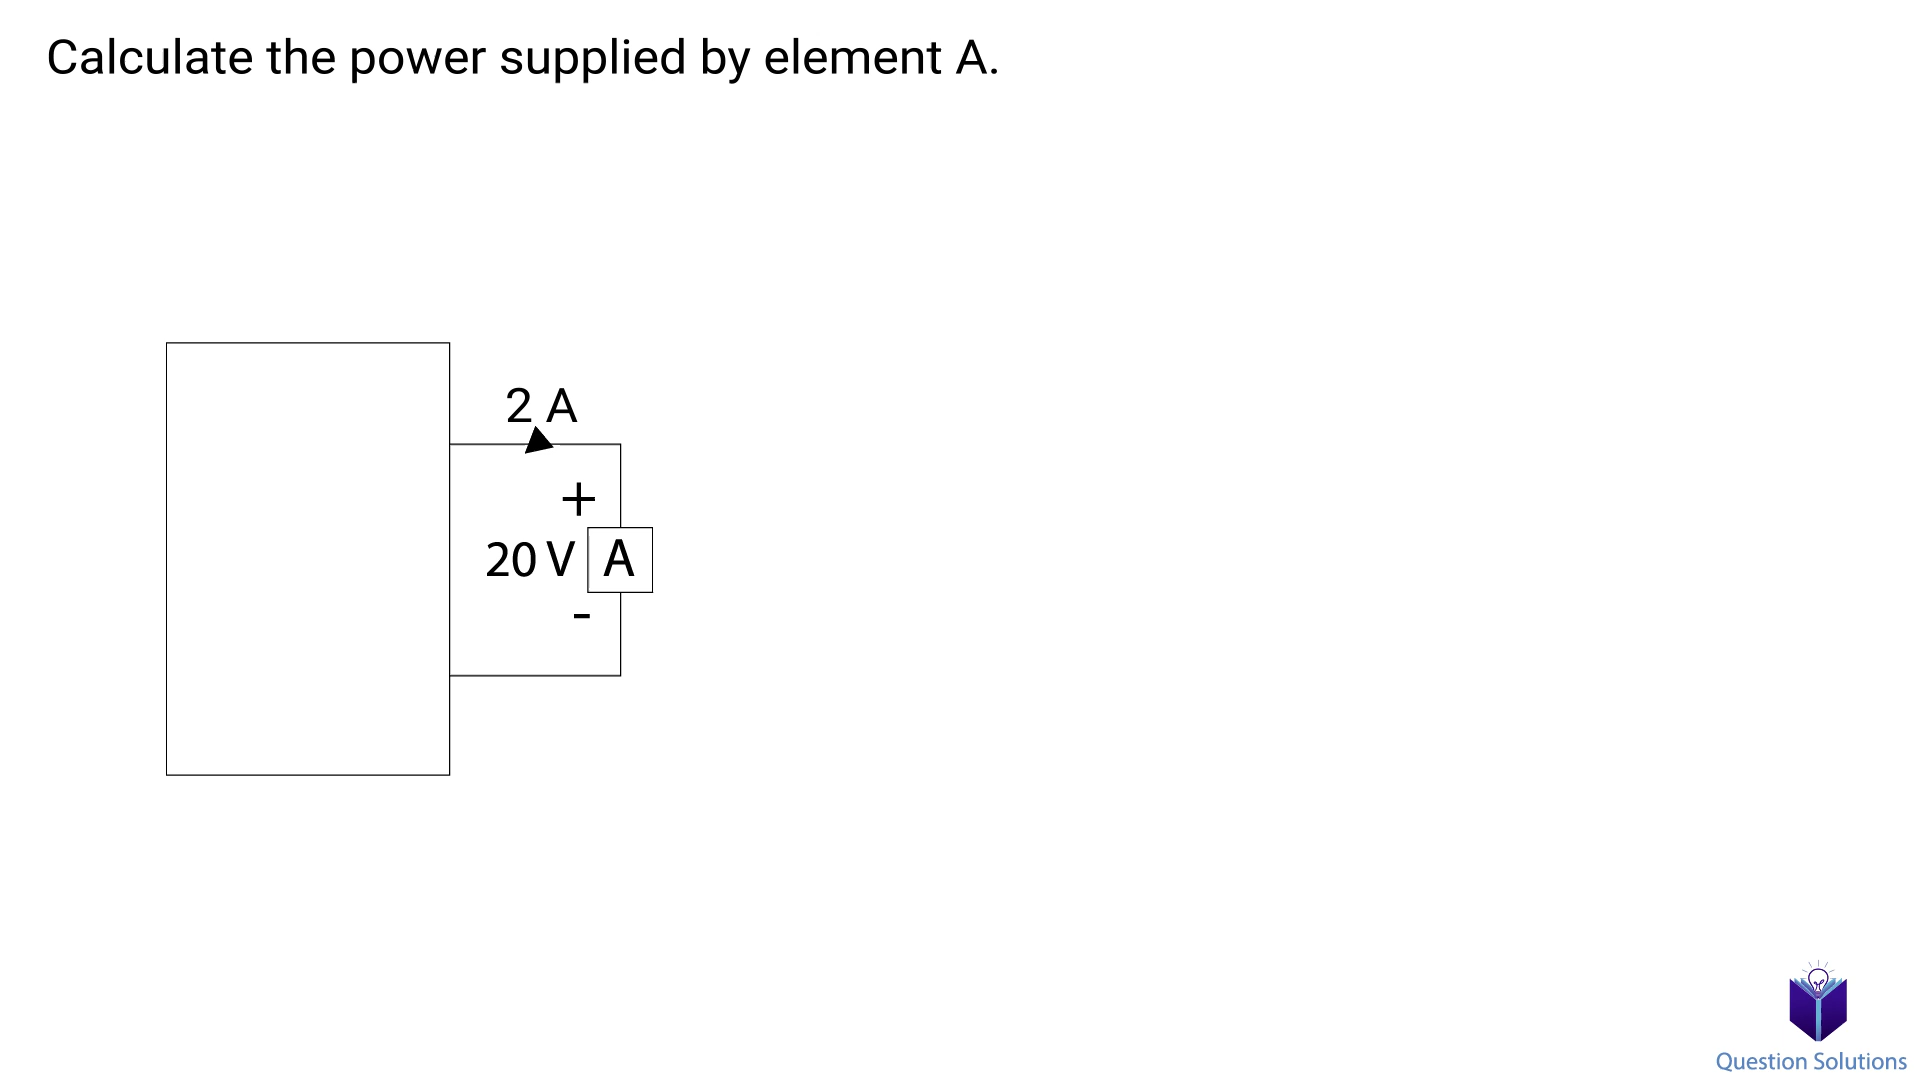 Calculate the power supplied by element A.
2 A
+
20 V A
-
Question Solutions